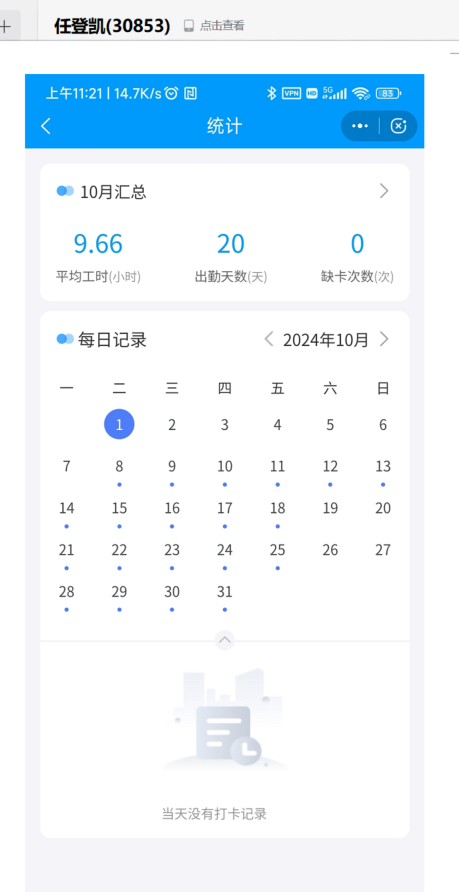 任登凯(30853) 点击查看
上午11:21 | 14.7K/s VPN HD 5G 83
统计
10月汇总
9.66 20 0
平均工时(小时) 出勤天数(天) 缺卡次数(次)
每日记录 2024年10月
一 二 三 四 五 六 日
1 2 3 4 5 6
7 8 9 10 11 12 13
14 15 16 17 18 19 20
21 22 23 24 25 26 27
28 29 30 31
当天没有打卡记录